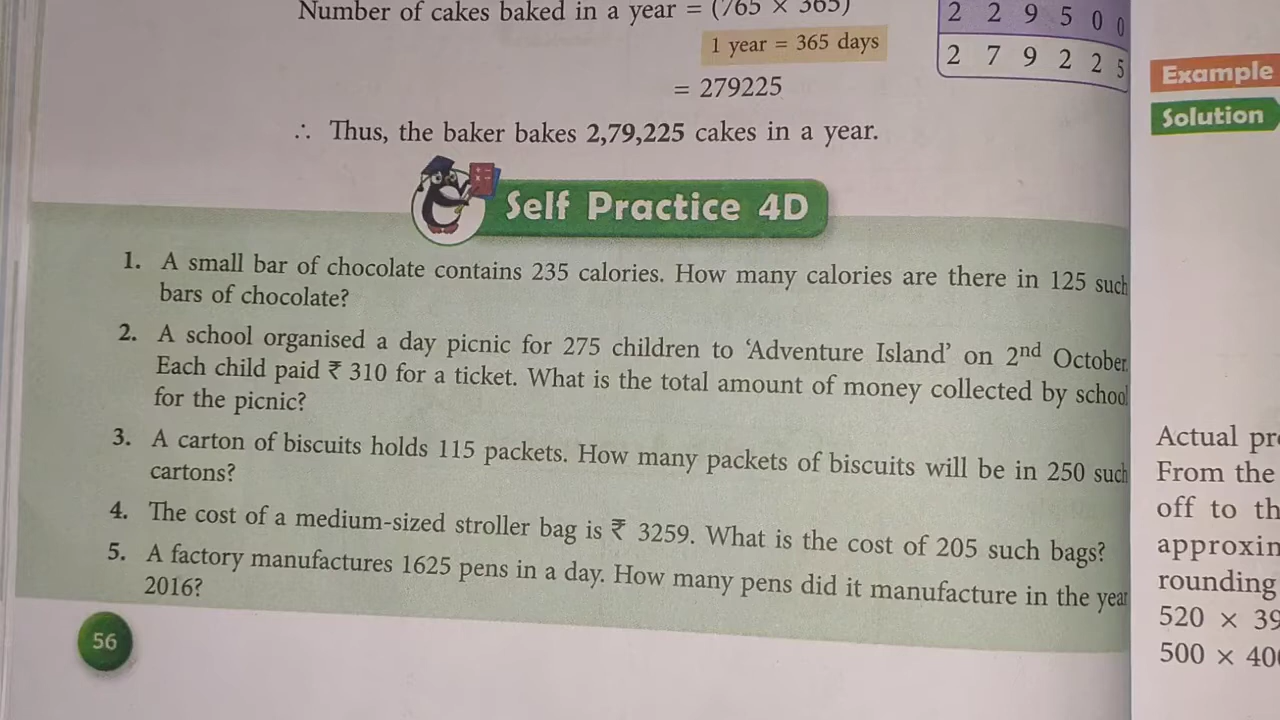 Number of cakes baked in a year = (765 × 365)
1 year = 365 days
= 279225
∴ Thus, the baker bakes 2,79,225 cakes in a year.
2 2 9 5 0 0
2 7 9 2 2 5
Self Practice 4D
1. A small bar of chocolate contains 235 calories. How many calories are there in 125 such
bars of chocolate?
2. A school organised a day picnic for 275 children to ‘Adventure Island’ on 2nd October.
Each child paid ₹ 310 for a ticket. What is the total amount of money collected by school
for the picnic?
3. A carton of biscuits holds 115 packets. How many packets of biscuits will be in 250 such
cartons?
4. The cost of a medium-sized stroller bag is ₹ 3259. What is the cost of 205 such bags?
5. A factory manufactures 1625 pens in a day. How many pens did it manufacture in the year
2016?
56
Example
Solution
Actual
From the
off to
rounding
520 × 39
500 × 40